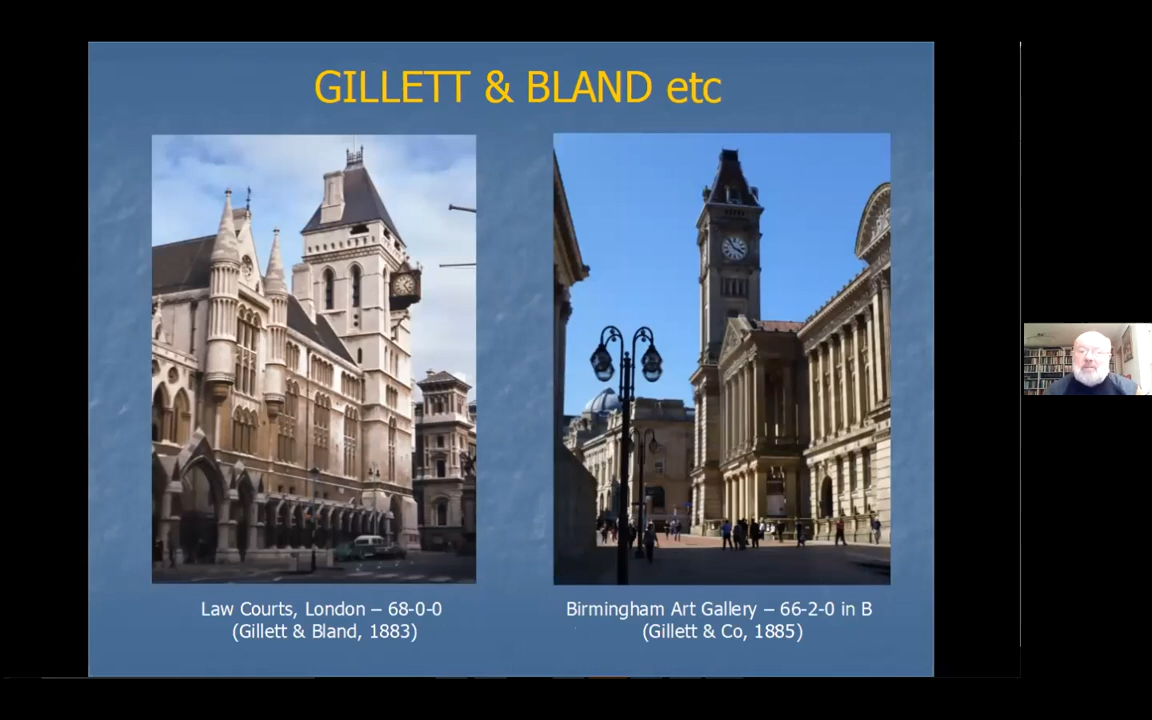 GILLETT & BLAND etc
Law Courts, London – 68-0-0
(Gillett & Bland, 1883)
Birmingham Art Gallery – 66-2-0 in B
(Gillett & Co, 1885)